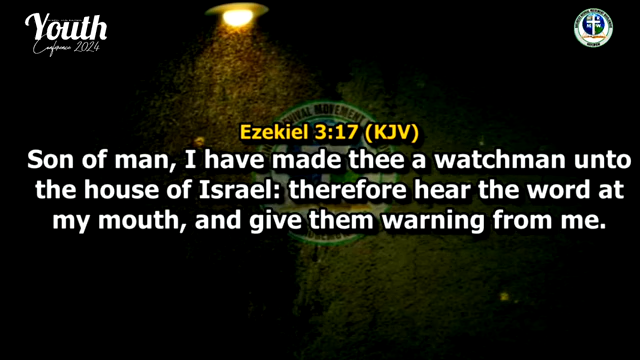 Youth
Conference 2024
Ezekiel 3:17 (KJV)
Son of man, I have made thee a watchman unto
the house of Israel: therefore hear the word at
my mouth, and give them warning from me.